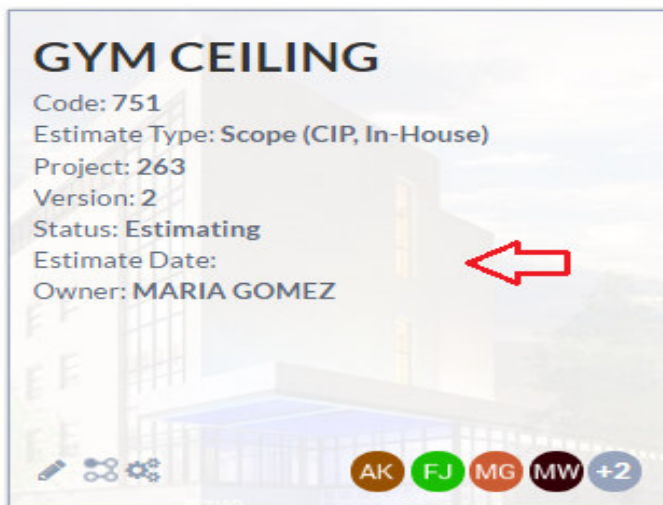 GYM CEILING
Code: 751
Estimate Type: Scope (CIP, In-House)
Project: 263
Version: 2
Status: Estimating
Estimate Date:
Owner: MARIA GOMEZ
AK FJ MG MW +2